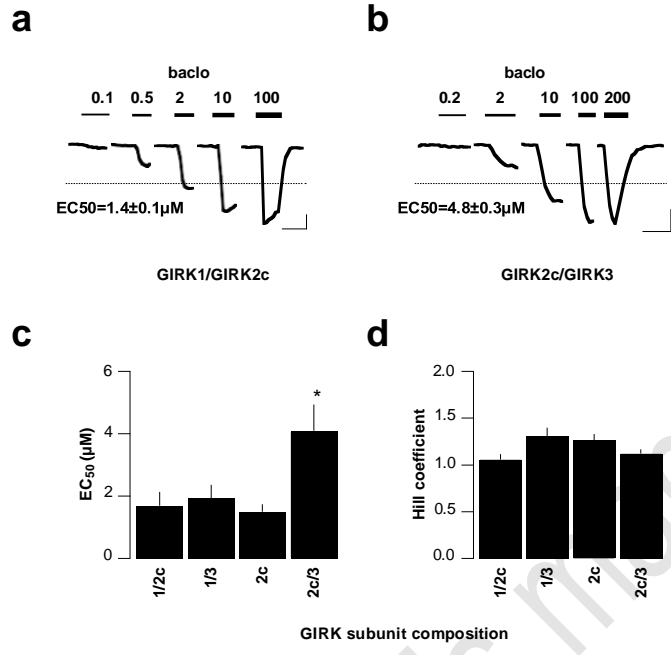 a
baclo
0.1 0.5 2 10 100
EC50=1.4±0.1µM
GIRK1/GIRK2c
b
baclo
0.2 2 10 100 200
EC50=4.8±0.3µM
GIRK2c/GIRK3
c
EC50 (µM)
6
4
2
0
*
1/2c 1/3 2c 2c/3
d
Hill coefficient
2.0
1.5
1.0
0.5
0.0
1/2c 1/3 2c 2c/3
GIRK subunit composition